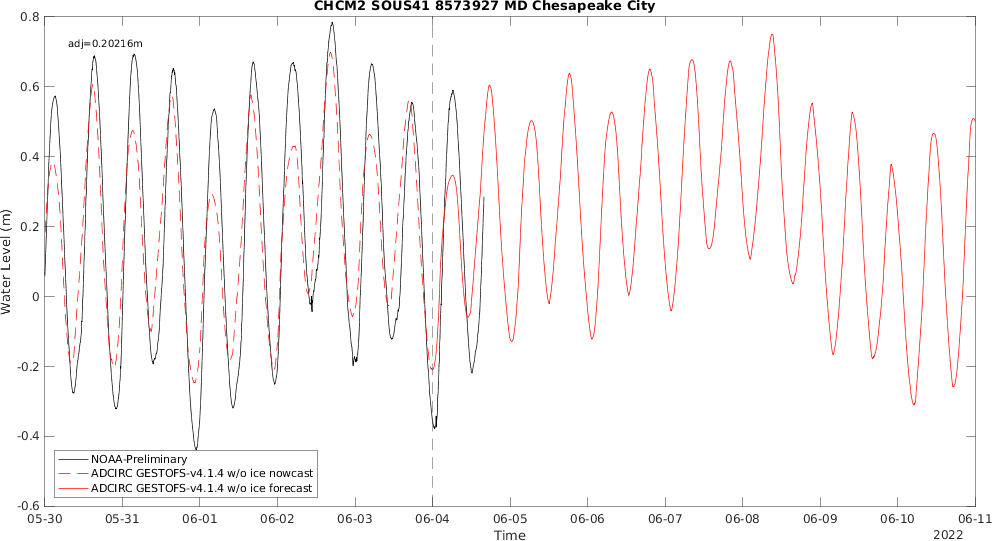 CHCM2 SOUS41 8573927 MD Chesapeake City
adj=0.20216m
Water Level (m)
0.8
0.6
0.4
0.2
0
-0.2
-0.4
-0.6
NOAA-Preliminary
ADCIRC GESTOFS-v4.1.4 w/o ice nowcast
ADCIRC GESTOFS-v4.1.4 w/o ice forecast
05-30 05-31 06-01 06-02 06-03 06-04 06-05 06-06 06-07 06-08 06-09 06-10 06-11
Time
2022